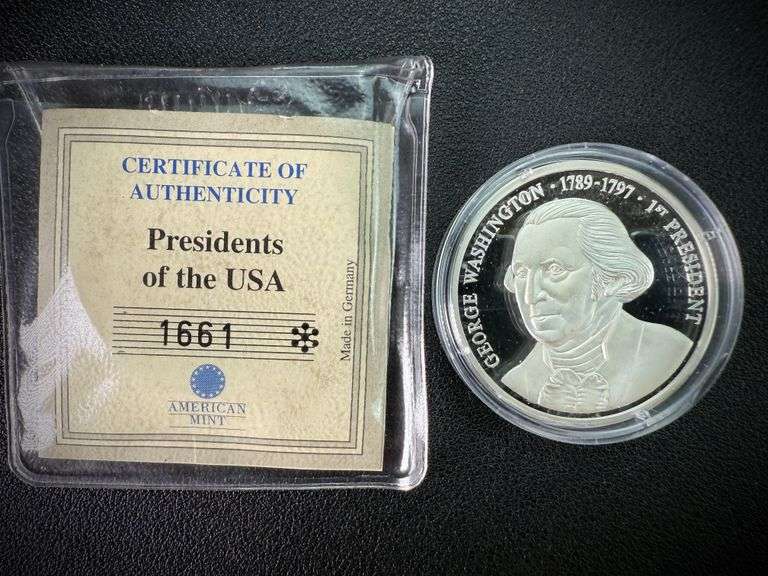 CERTIFICATE OF
AUTHENTICITY
Presidents
of the USA
1661
Made in Germany
AMERICAN
MINT
GEORGE WASHINGTON · 1789-1797 · 1ST PRESIDENT